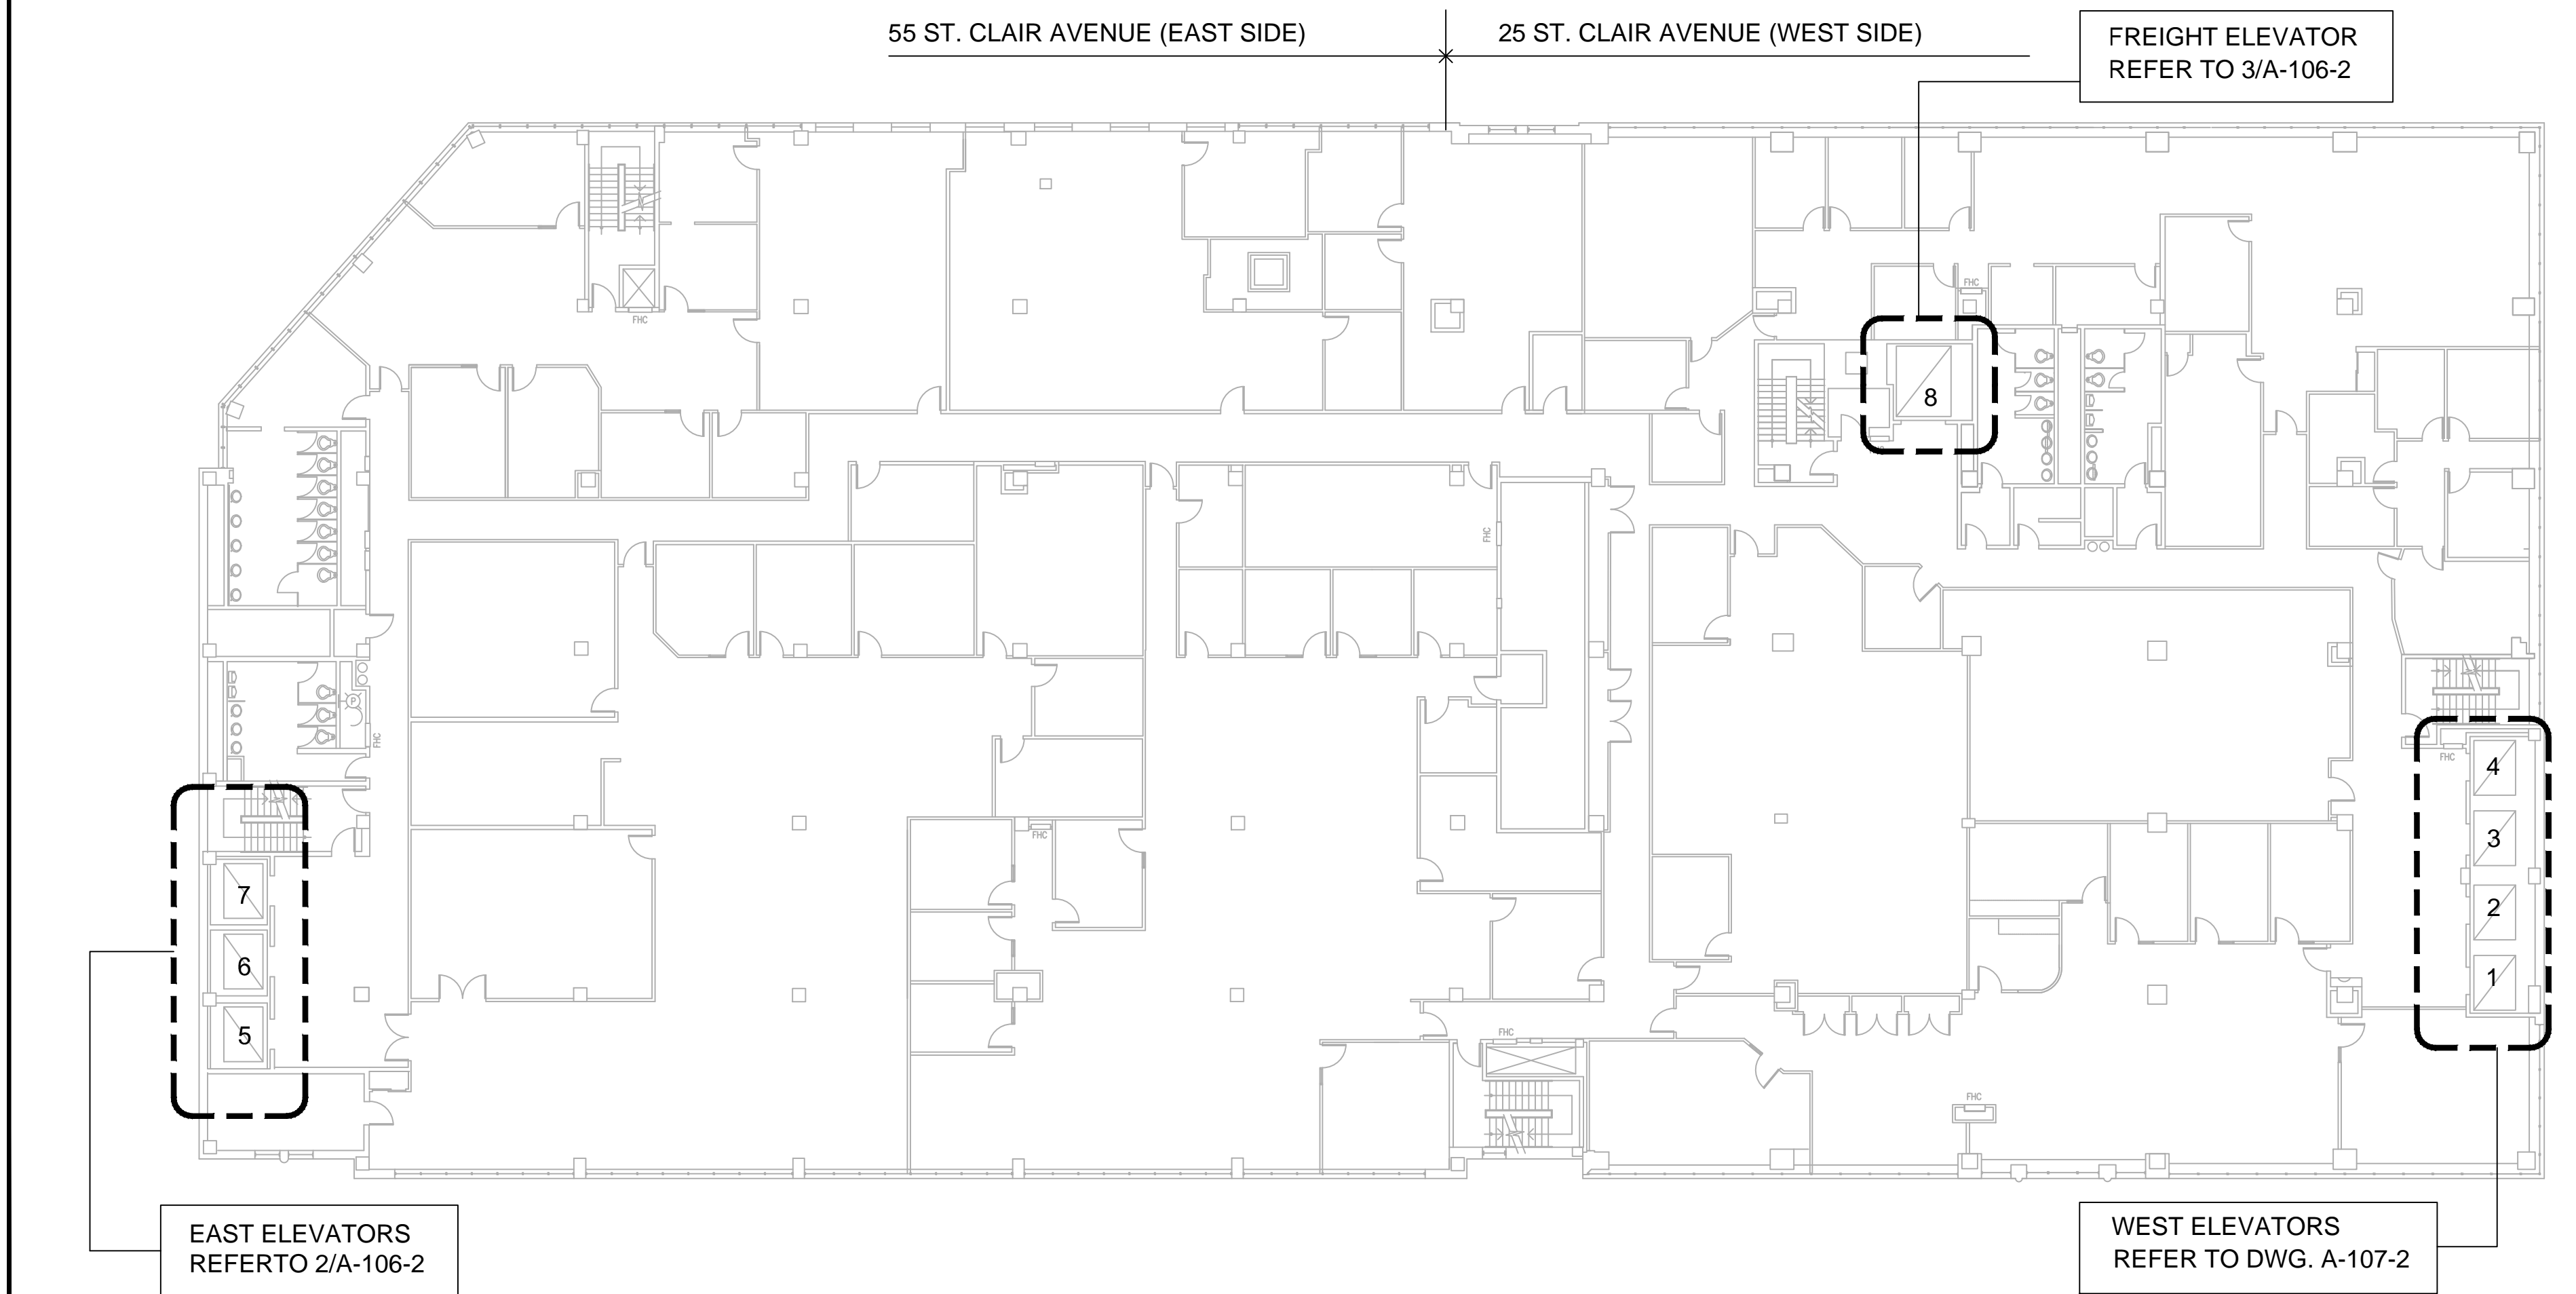 55 ST. CLAIR AVENUE (EAST SIDE)
25 ST. CLAIR AVENUE (WEST SIDE)
FREIGHT ELEVATOR
REFER TO 3/A-106-2
FHC
FHC
8
FHC
P
FHC
4
FHC
3
7
FHC
2
6
1
5
FHC
FHC
EAST ELEVATORS
REFERTO 2/A-106-2
WEST ELEVATORS
REFER TO DWG. A-107-2